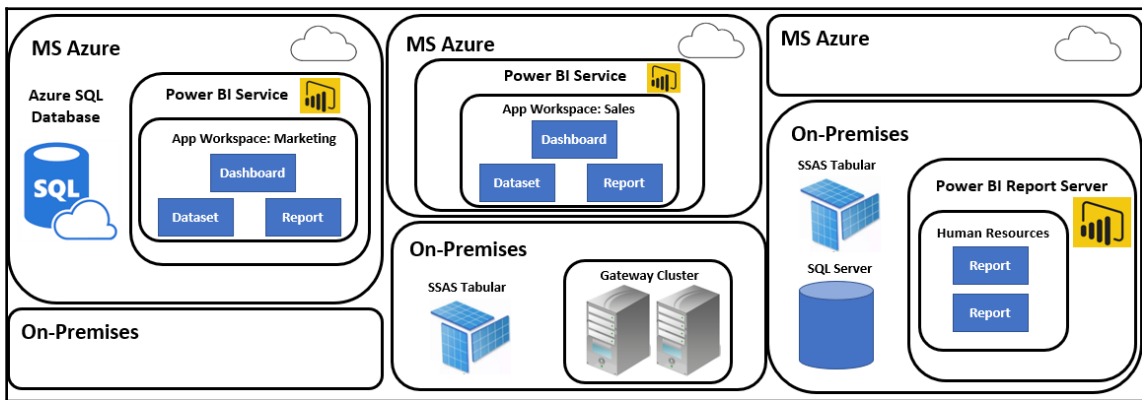 MS Azure
Azure SQL
Database
SQL
Power BI Service
App Workspace: Marketing
Dashboard
Dataset
Report
On-Premises
MS Azure
Power BI Service
App Workspace: Sales
Dashboard
Dataset
Report
On-Premises
SSAS Tabular
Gateway Cluster
MS Azure
On-Premises
SSAS Tabular
SQL Server
Power BI Report Server
Human Resources
Report
Report